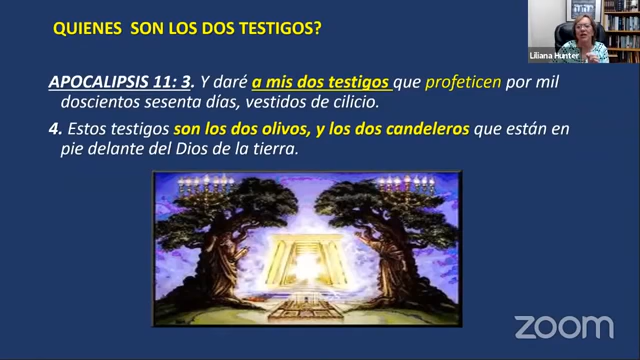 QUIENES SON LOS DOS TESTIGOS?
Liliana Hunter
APOCALIPSIS 11: 3. Y daré a mis dos testigos que profeticen por mil
doscientos sesenta días, vestidos de cilicio.
4. Estos testigos son los dos olivos, y los dos candeleros que están en
pie delante del Dios de la tierra.
zoom